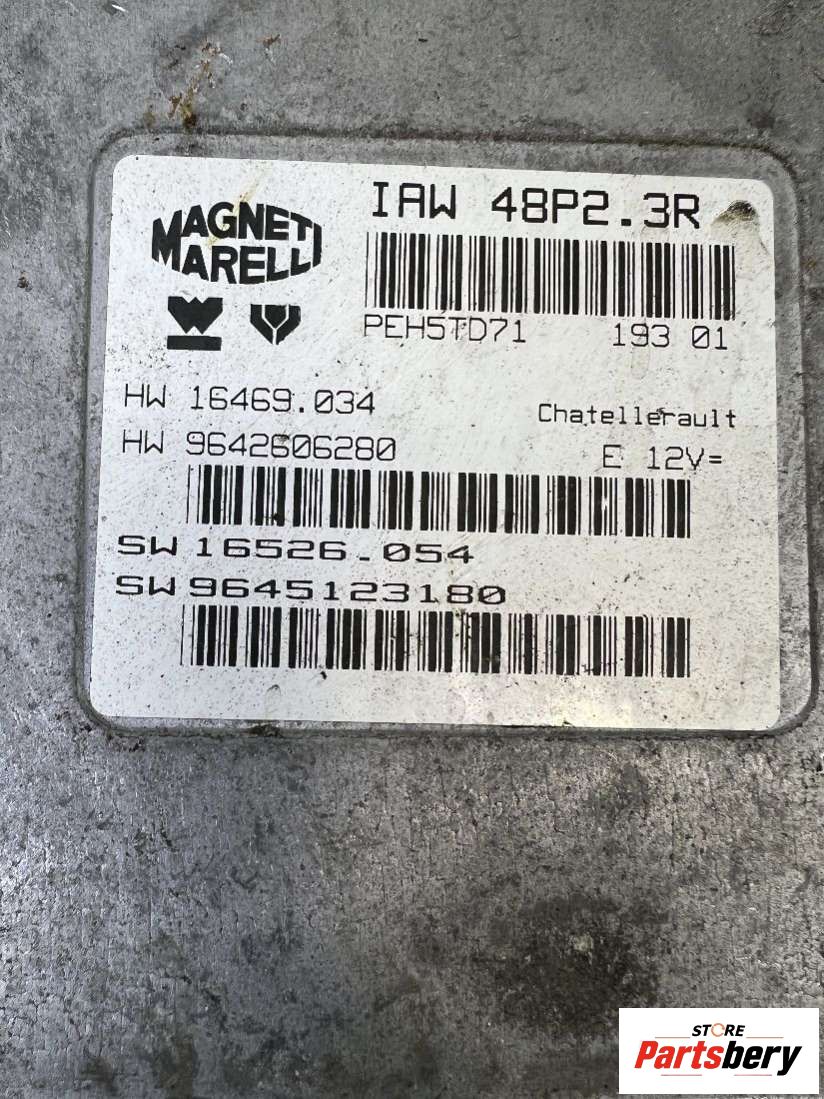 MAGNETI
MARELLI
IAW 48P2.3R
PEH5TD71 193 01
HW 16469.034
Chatellerault
HW 9642606280
E 12V=
SW 16526.054
SW 9645123180
STORE
Partsbery